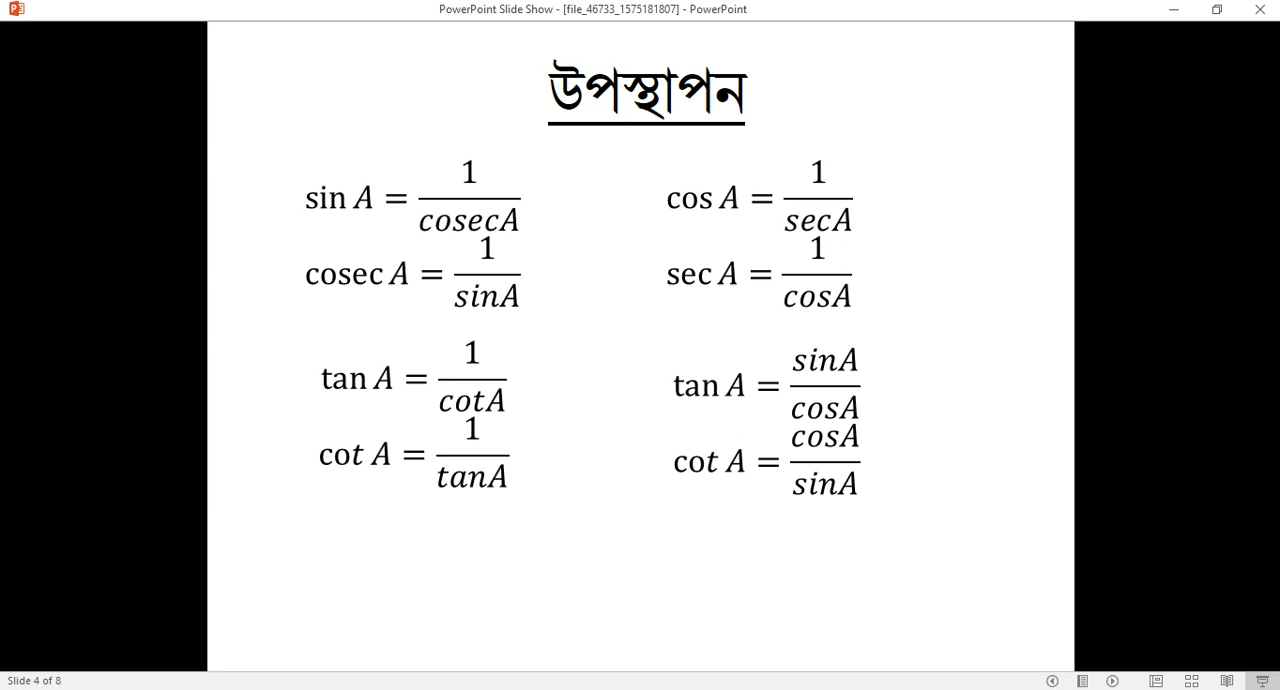 PowerPoint Slide Show - [file_46733_1575181807] - PowerPoint
উপস্থাপন
sin A = 1/cosecA
cos A = 1/secA
cosec A = 1/sinA
sec A = 1/cosA
tan A = 1/cotA
tan A = sinA/cosA
cot A = 1/tanA
cot A = cosA/sinA
Slide 4 of 8